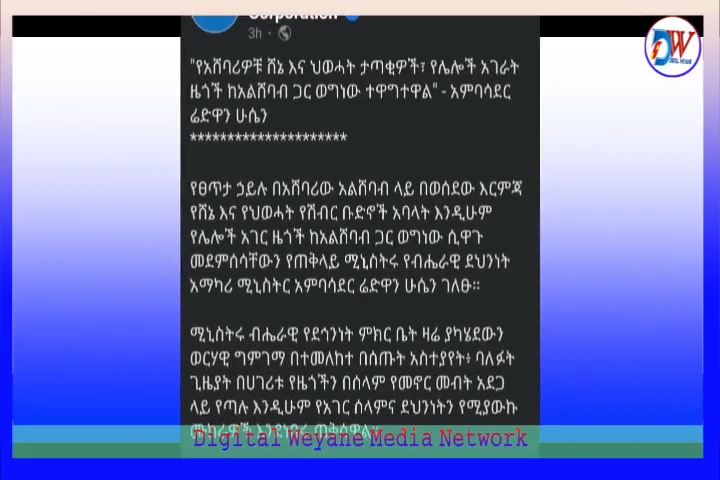 Corporation
3h ·
"የአሸባሪዎቹ ሸኔ እና ህወሓት ታጣቂዎች፣ የሌሎች አገራት
ዜጎች ከአልሸባብ ጋር ወግነው ተዋግተዋል" - አምባሳደር
ሬድዋን ሁሴን
*********************
የፀጥታ ኃይሉ በአሸባሪው አልሸባብ ላይ በወሰደው እርምጃ
የሸኔ እና የህወሓት የሽብር ቡድኖች አባላት እንዲሁም
የሌሎች አገር ዜጎች ከአልሸባብ ጋር ወግነው ሲዋጉ
መደምሰሳቸውን የጠቅላይ ሚኒስትሩ የብሔራዊ ደህንነት
አማካሪ ሚኒስትር አምባሳደር ሬድዋን ሁሴን ገለፁ።
ሚኒስትሩ ብሔራዊ የደኅንነት ምክር ቤት ዛሬ ያካሄደውን
ወርሃዊ ግምገማ በተመለከተ በሰጡት አስተያየት፥ ባለፉት
ጊዜያት በሀገሪቱ የዜጎችን በሰላም የመኖር መብት አደጋ
ላይ የጣሉ እንዲሁም የአገር ሰላምና ደህንነትን የሚያውኩ
Digital Weyane Media Network
DW
DIGITAL WEYANE